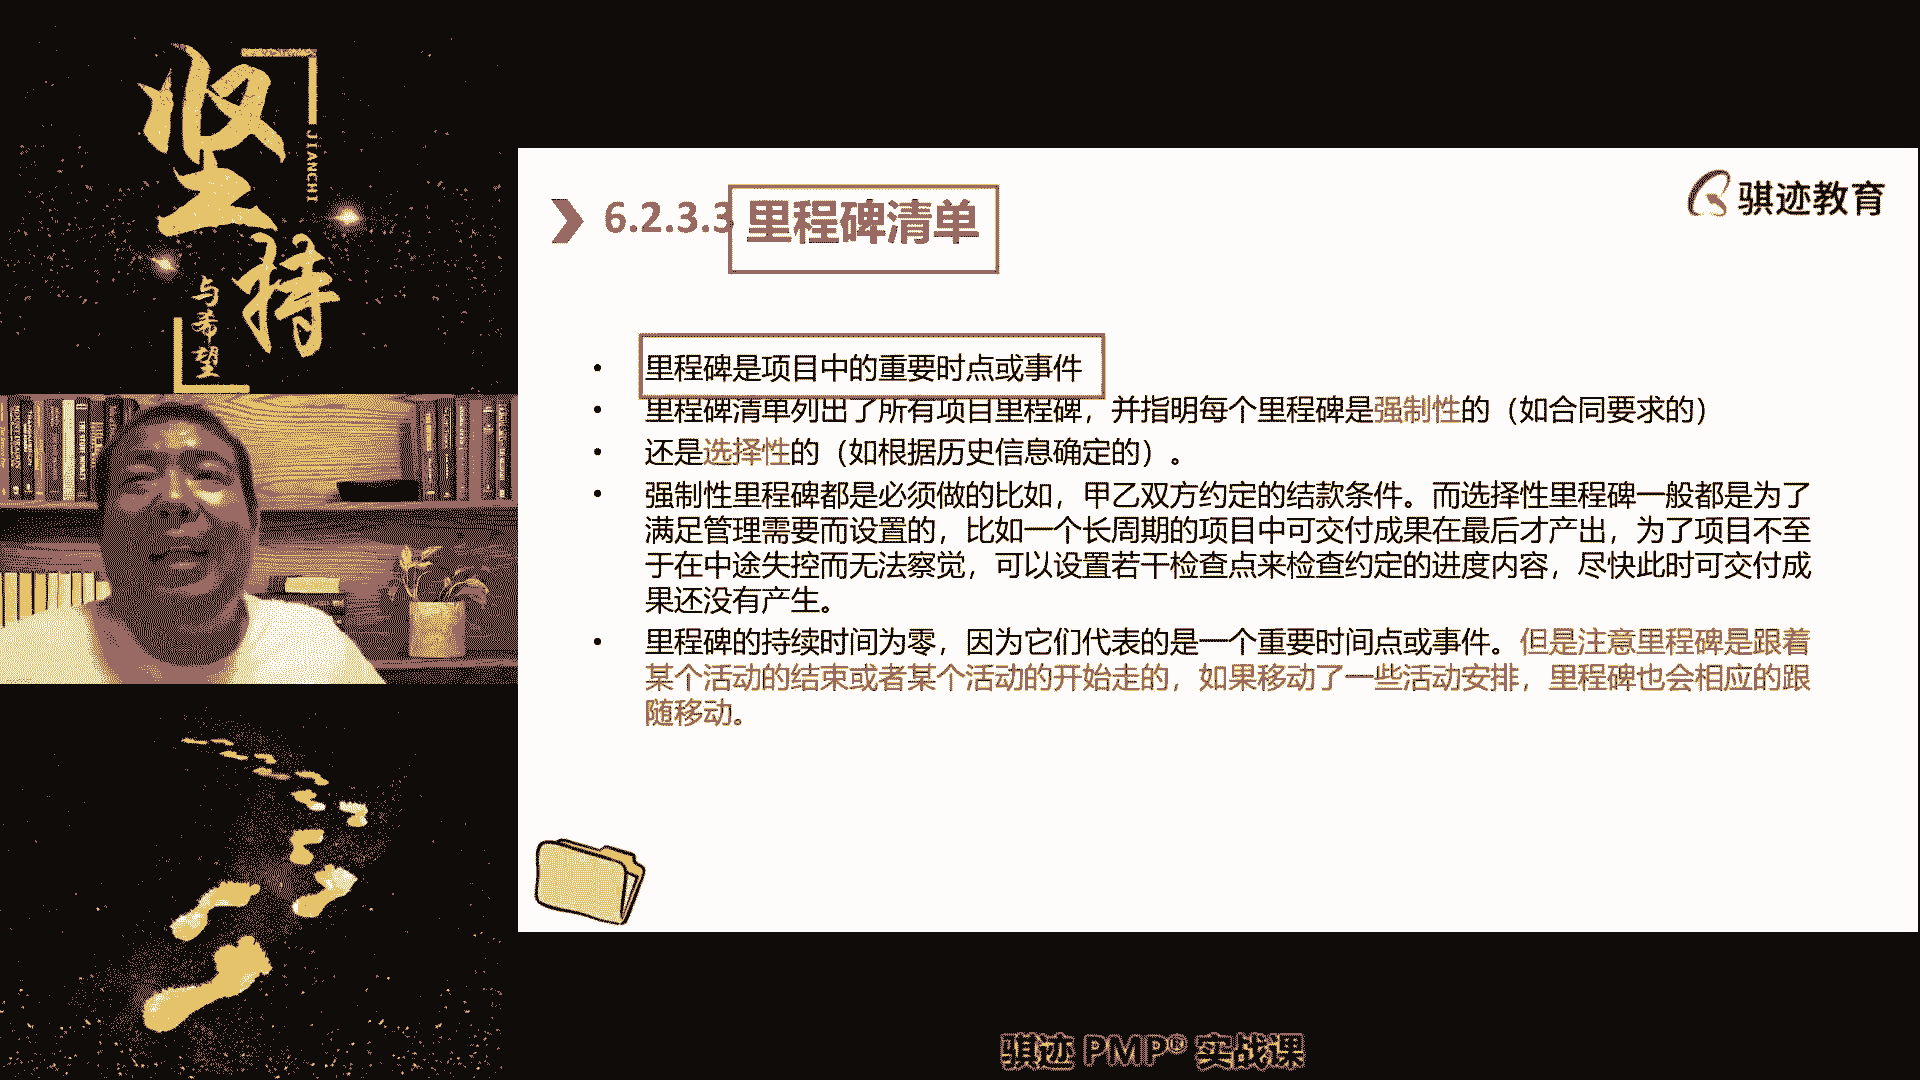 坚持
JIANCHI
与希望
骐迹教育
6.2.3.3 里程碑清单
• 里程碑是项目中的重要时点或事件
• 里程碑清单列出了所有项目里程碑，并指明每个里程碑是强制性的（如合同要求的）
• 还是选择性的（如根据历史信息确定的）。
• 强制性里程碑都是必须做的比如，甲乙双方约定的结款条件。而选择性里程碑一般都是为了
满足管理需要而设置的，比如一个长周期的项目中可交付成果在最后才产出，为了项目不至
于在中途失控而无法察觉，可以设置若干检查点来检查约定的进度内容，尽快此时可交付成
果还没有产生。
• 里程碑的持续时间为零，因为它们代表的是一个重要时间点或事件。但是注意里程碑是跟着
某个活动的结束或者某个活动的开始走的，如果移动了一些活动安排，里程碑也会相应的跟
随移动。
骐迹 PMP® 实战课